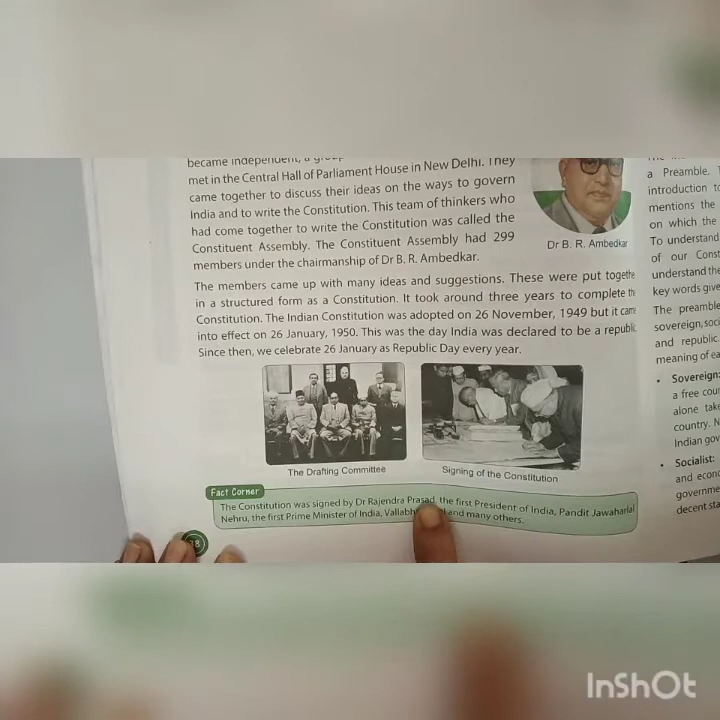 became independent, a
met in the Central Hall of Parliament House in New Delhi. They
came together to discuss their ideas on the ways to govern
India and to write the Constitution. This team of thinkers who
had come together to write the Constitution was called the
Constituent Assembly. The Constituent Assembly had 299
members under the chairmanship of Dr B. R. Ambedkar.
Dr B. R. Ambedkar
The members came up with many ideas and suggestions. These were put togethe
in a structured form as a Constitution. It took around three years to complete th
Constitution. The Indian Constitution was adopted on 26 November, 1949 but it came
into effect on 26 January, 1950. This was the day India was declared to be a republic.
Since then, we celebrate 26 January as Republic Day every year.
The Drafting Committee
Signing of the Constitution
Fact Corner
The Constitution was signed by Dr Rajendra Prasad, the first President of India, Pandit Jawaharlal
Nehru, the first Prime Minister of India, and many others.
a Preamble.
introduction to
mentions the
on which the
To understand
of our Const
understand the
key words give
The preamble
sovereign, soci
and republic.
meaning of ea
• Sovereign:
a free cou
alone take
country. N
Indian gov
• Socialist:
and econo
governme
decent sta
InShOt